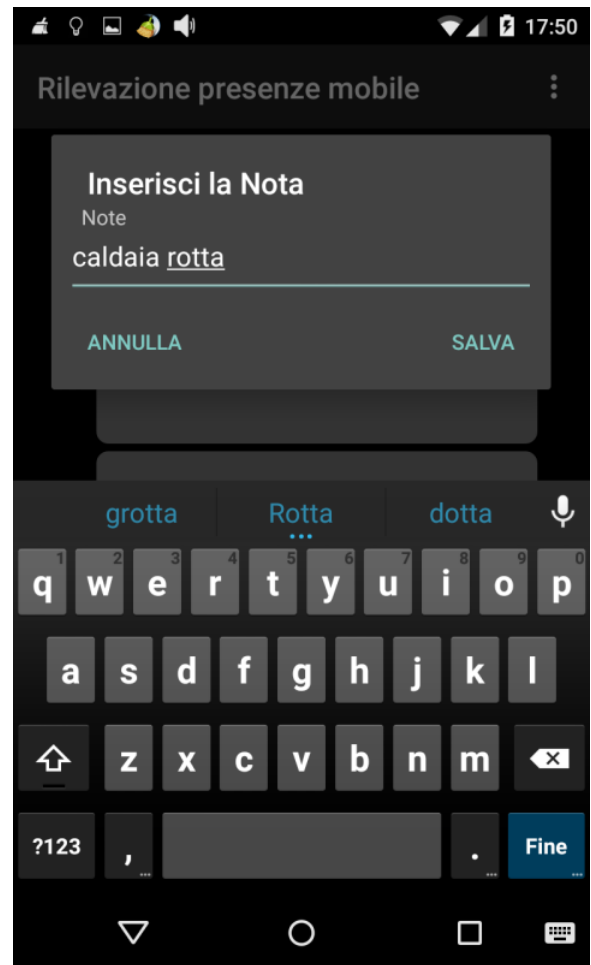 17:50
Rilevazione presenze mobile
Inserisci la Nota
Note
caldaia rotta
ANNULLA SALVA
grotta Rotta dotta
1 2 3 4 5 6 7 8 9 0
q w e r t y u i o p
a s d f g h j k l
z x c v b n m
?123 , . Fine